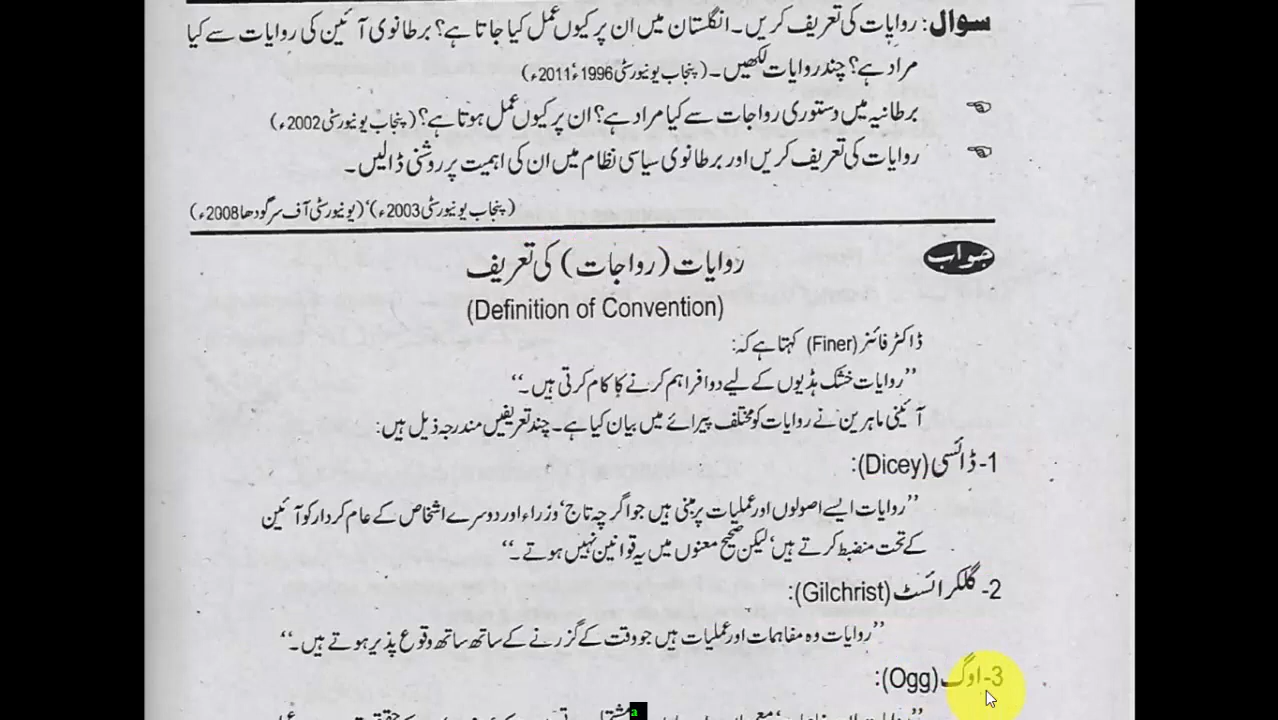 سوال: روایات کی تعریف کریں۔ انگلستان میں ان پر کیوں عمل کیا جاتا ہے؟ برطانوی آئین کی روایات سے کیا
مراد ہے؟ چند روایات لکھیں۔ (پنجاب یونیورسٹی 1996ء‘2011ء)
برطانیہ میں دستوری رواجات سے کیا مراد ہے؟ ان پر کیوں عمل ہوتا ہے؟ (پنجاب یونیورسٹی 2002ء)
روایات کی تعریف کریں اور برطانوی سیاسی نظام میں ان کی اہمیت پر روشنی ڈالیں۔
(پنجاب یونیورسٹی 2003ء)‘ (یونیورسٹی آف سرگودھا 2008ء)
جواب
روایات (رواجات) کی تعریف
(Definition of Convention)
ڈاکٹر فائنر (Finer) کہتا ہے کہ:
’’روایات خشک ہڈیوں کے لیے دوا فراہم کرنے کا کام کرتی ہیں۔‘‘
آئینی ماہرین نے روایات کو مختلف پیرائے میں بیان کیا ہے۔ چند تعریفیں مندرجہ ذیل ہیں:
1- ڈائسی (Dicey):
’’روایات ایسے اصولوں اور عملیات پر مبنی ہیں جو اگرچہ تاج‘ وزراء اور دوسرے اشخاص کے عام کردار کو آئین
کے تحت منضبط کرتے ہیں‘ لیکن صحیح معنوں میں یہ قوانین نہیں ہوتے۔‘‘
2- گلکرائسٹ (Gilchrist):
’’روایات وہ مفاہمات اور عملیات ہیں جو وقت کے گزرنے کے ساتھ ساتھ وقوع پذیر ہوتے ہیں۔‘‘
3- اوگ (Ogg):
a